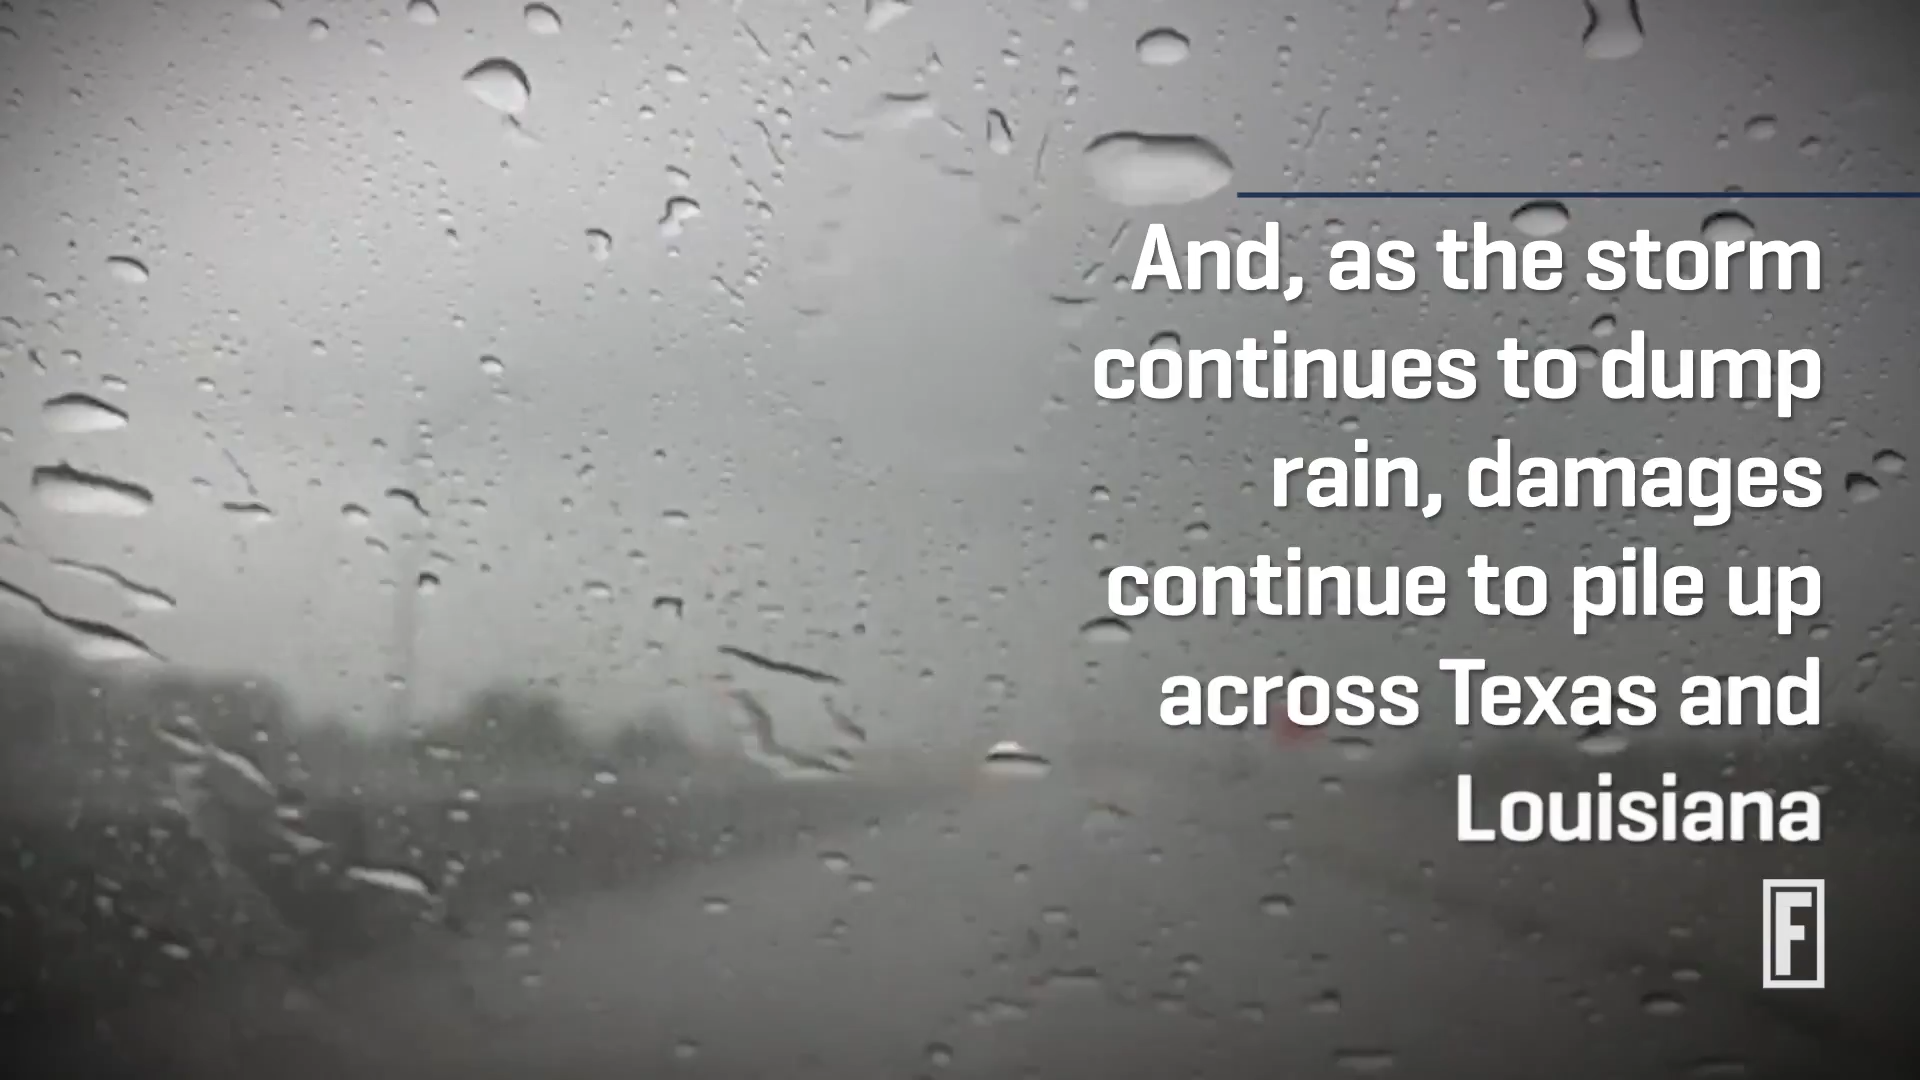 And, as the storm
continues to dump
rain, damages
continue to pile up
across Texas and
Louisiana
F